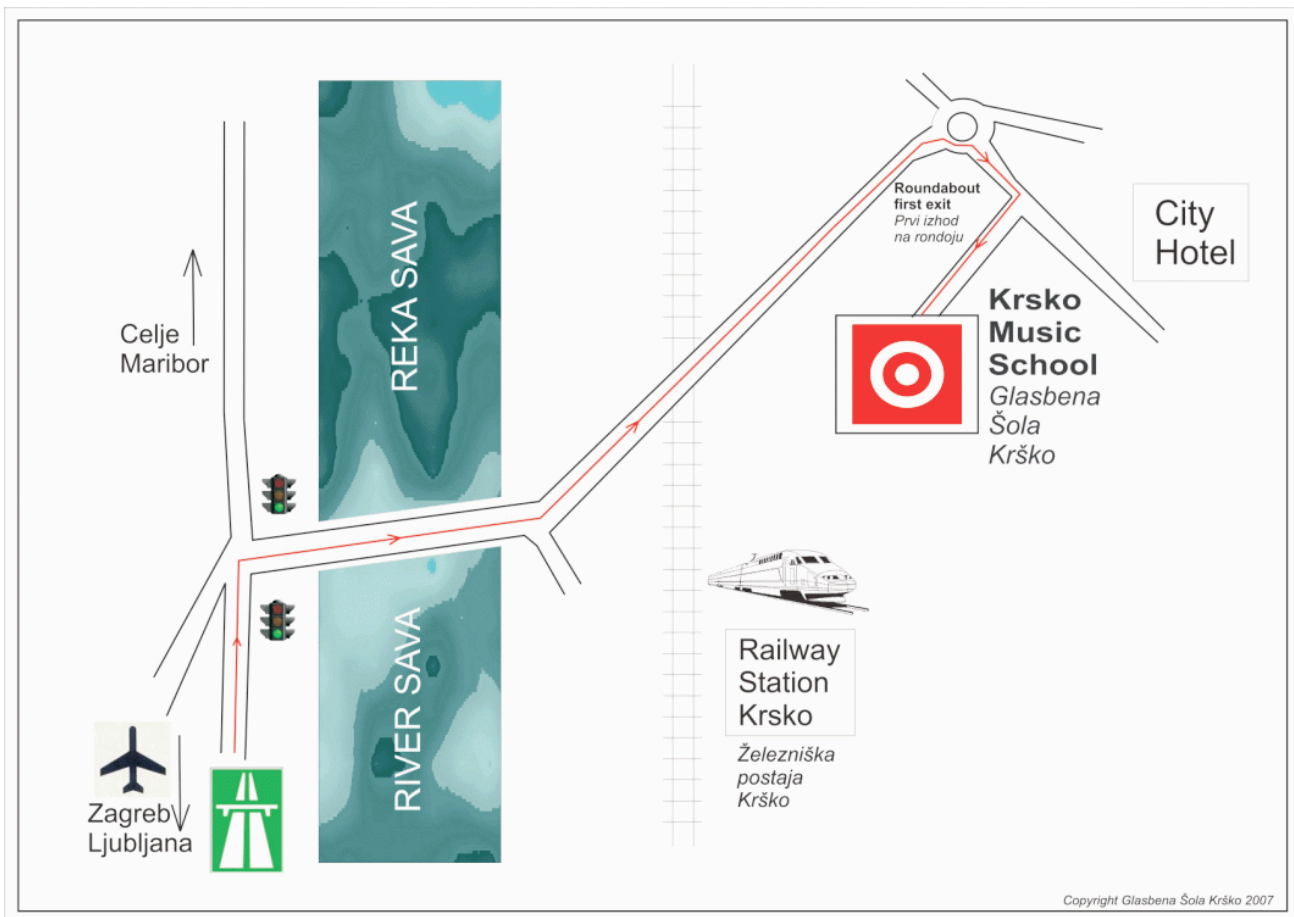 REKA SAVA
RIVER SAVA
Celje
Maribor
Roundabout
first exit
Prvi izhod
na rondoju
City
Hotel
Krsko
Music
School
Glasbena
Šola
Krško
Railway
Station
Krsko
Železniška
postaja
Krško
Zagreb
Ljubljana
Copyright Glasbena Šola Krško 2007